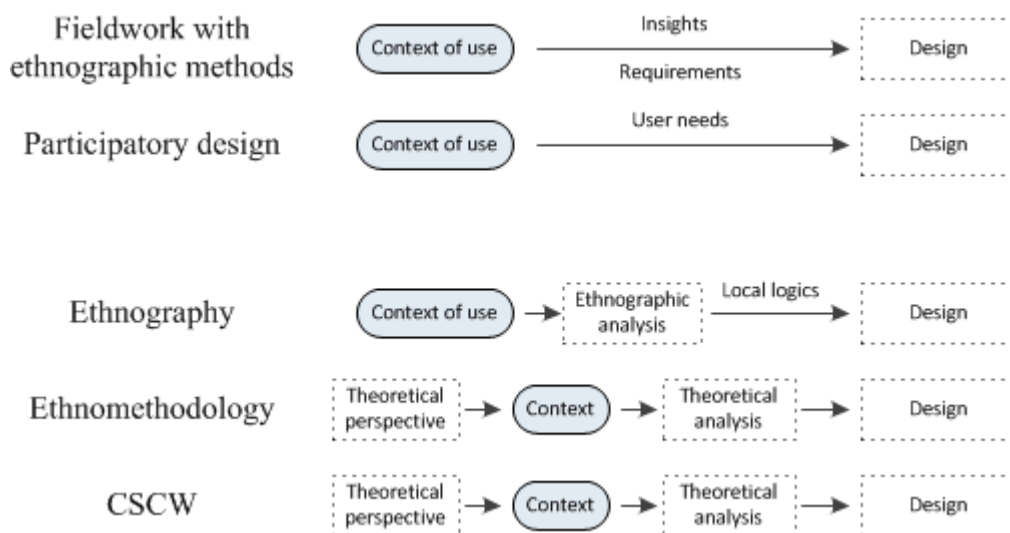 Fieldwork with
ethnographic methods
Context of use
Insights
Requirements
Design
Participatory design
Context of use
User needs
Design
Ethnography
Context of use
Ethnographic
analysis
Local logics
Design
Ethnomethodology
Theoretical
perspective
Context
Theoretical
analysis
Design
CSCW
Theoretical
perspective
Context
Theoretical
analysis
Design